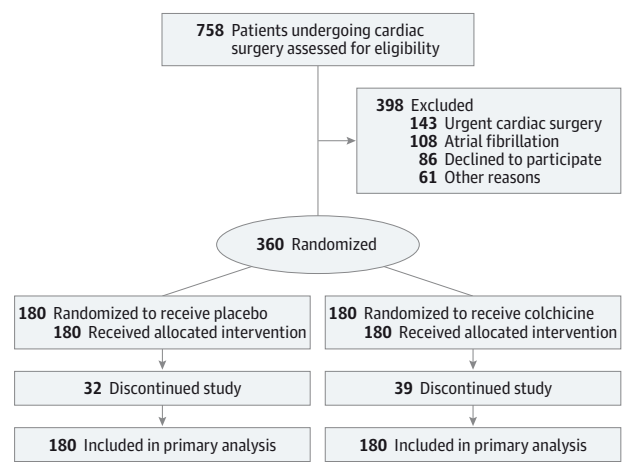 758 Patients undergoing cardiac
surgery assessed for eligibility
398 Excluded
143 Urgent cardiac surgery
108 Atrial fibrillation
86 Declined to participate
61 Other reasons
360 Randomized
180 Randomized to receive placebo
180 Received allocated intervention
180 Randomized to receive colchicine
180 Received allocated intervention
32 Discontinued study
39 Discontinued study
180 Included in primary analysis
180 Included in primary analysis